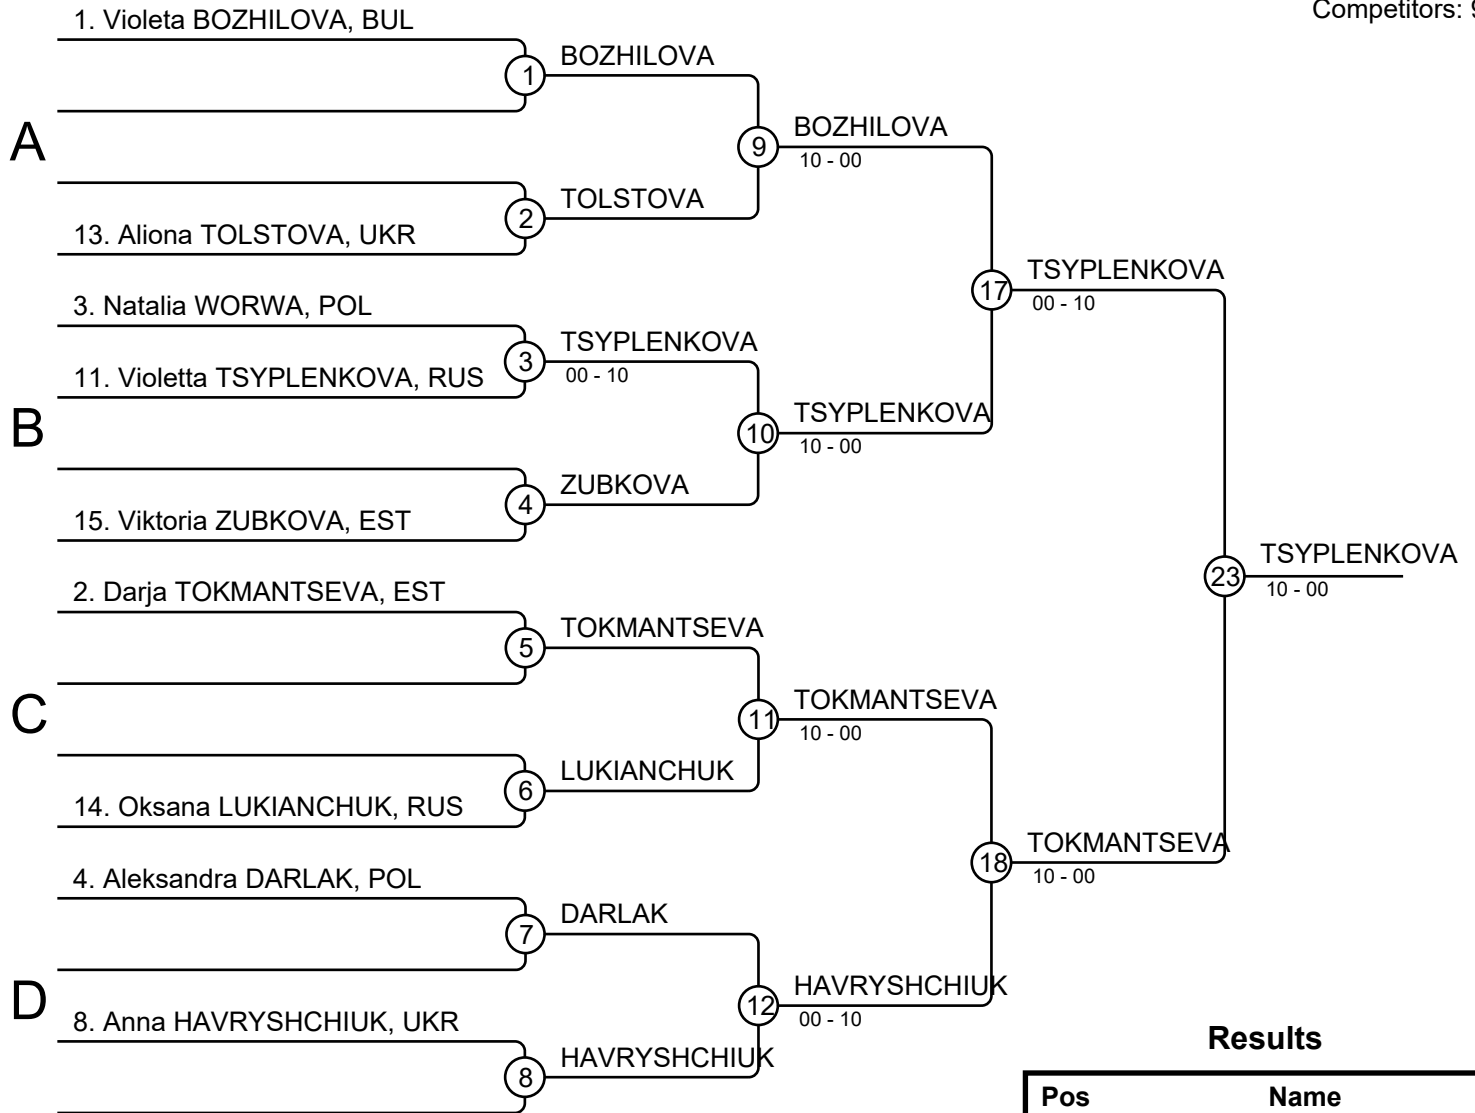 Competitors: 9
1. Violeta BOZHILOVA, BUL
1
BOZHILOVA
A
9
BOZHILOVA
10 - 00
2
TOLSTOVA
13. Aliona TOLSTOVA, UKR
17
TSYPLENKOVA
00 - 10
3. Natalia WORWA, POL
3
TSYPLENKOVA
00 - 10
11. Violetta TSYPLENKOVA, RUS
B
10
TSYPLENKOVA
10 - 00
4
ZUBKOVA
15. Viktoria ZUBKOVA, EST
23
TSYPLENKOVA
10 - 00
2. Darja TOKMANTSEVA, EST
5
TOKMANTSEVA
C
11
TOKMANTSEVA
10 - 00
6
LUKIANCHUK
14. Oksana LUKIANCHUK, RUS
18
TOKMANTSEVA
10 - 00
4. Aleksandra DARLAK, POL
7
DARLAK
D
12
HAVRYSHCHIUK
00 - 10
8. Anna HAVRYSHCHIUK, UKR
8
HAVRYSHCHIUK
Results
Pos Name